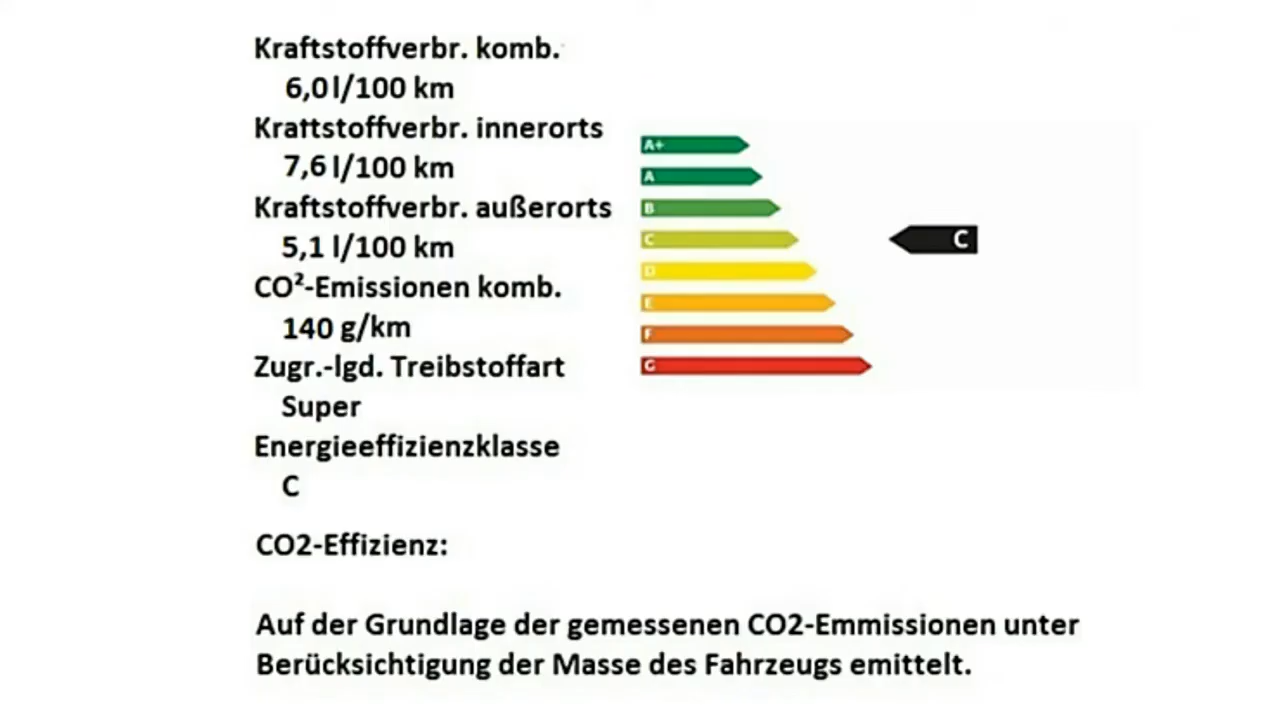 Kraftstoffverbr. komb.
6,0 l/100 km
Krattstoffverbr. innerorts
7,6 l/100 km
Kraftstoffverbr. außerorts
5,1 l/100 km
CO²-Emissionen komb.
140 g/km
Zugr.-lgd. Treibstoffart
Super
Energieeffizienzklasse
C
A+
A
B
C
C
D
E
F
G
CO2-Effizienz:
Auf der Grundlage der gemessenen CO2-Emmissionen unter
Berücksichtigung der Masse des Fahrzeugs emittelt.